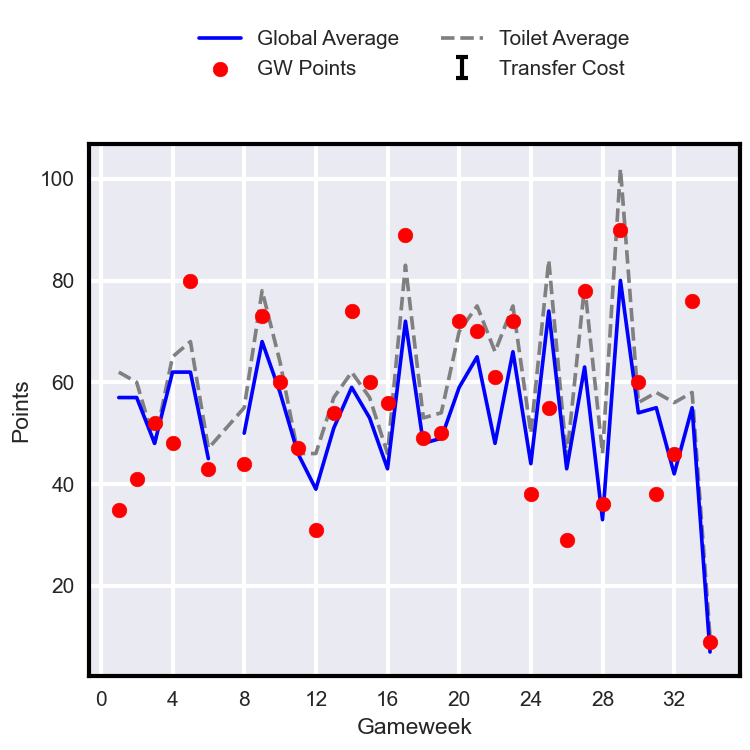 Global Average
Toilet Average
GW Points
Transfer Cost
100
80
60
40
20
Points
0 4 8 12 16 20 24 28 32
Gameweek